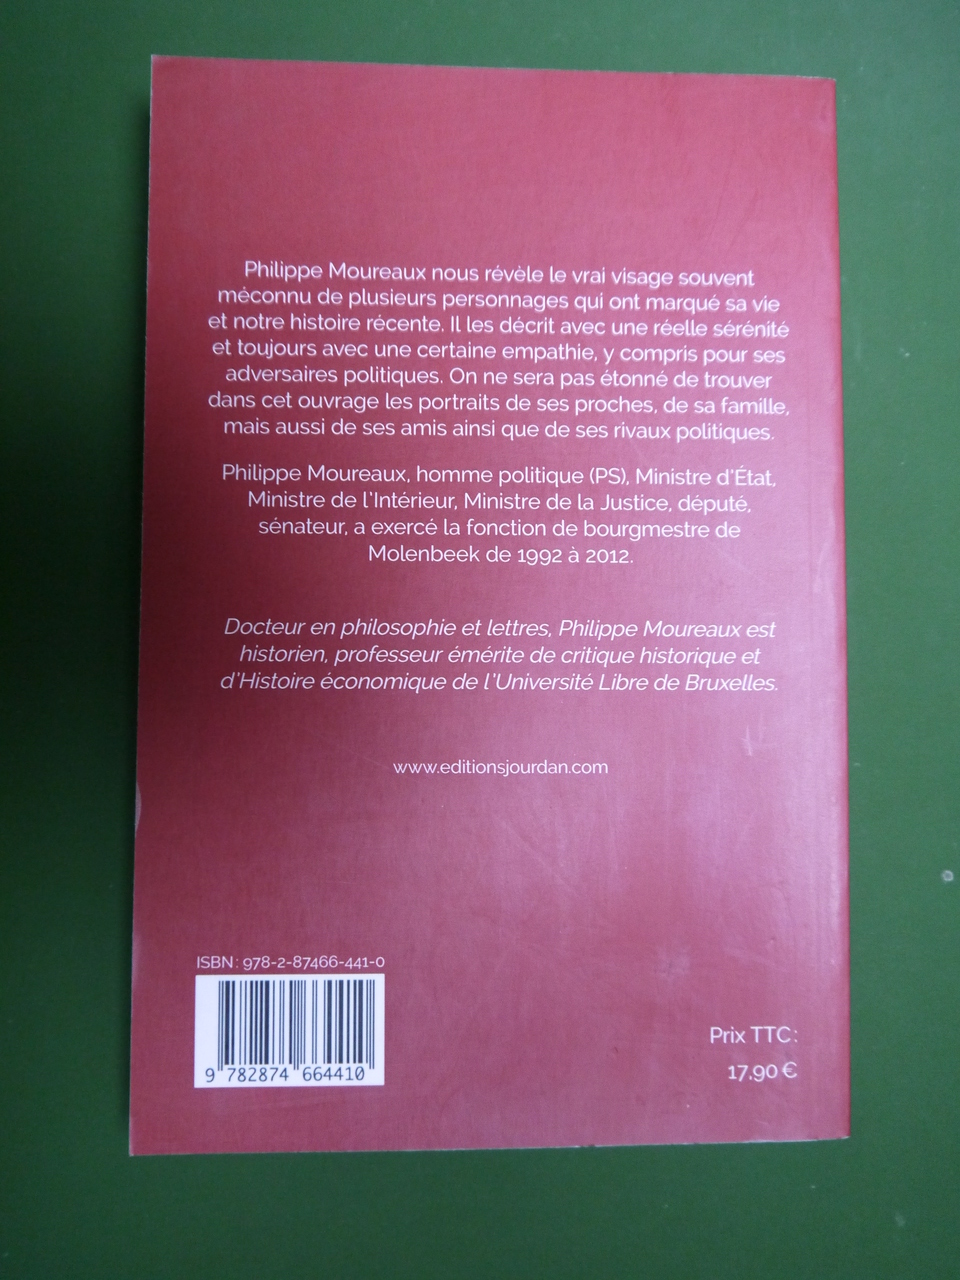 Philippe Moureaux nous révèle le vrai visage souvent
méconnu de plusieurs personnages qui ont marqué sa vie
et notre histoire récente. Il les décrit avec une réelle sérénité
et toujours avec une certaine empathie, y compris pour ses
adversaires politiques. On ne sera pas étonné de trouver
dans cet ouvrage les portraits de ses proches, de sa famille,
mais aussi de ses amis ainsi que de ses rivaux politiques.
Philippe Moureaux, homme politique (PS), Ministre d'État,
Ministre de l'Intérieur, Ministre de la Justice, député,
sénateur, a exercé la fonction de bourgmestre de
Molenbeek de 1992 à 2012.
Docteur en philosophie et lettres, Philippe Moureaux est
historien, professeur émérite de critique historique et
d'Histoire économique de l'Université Libre de Bruxelles.
www.editionsjourdan.com
ISBN : 978-2-87466-441-0
9 782874 664410
Prix TTC :
17,90 €